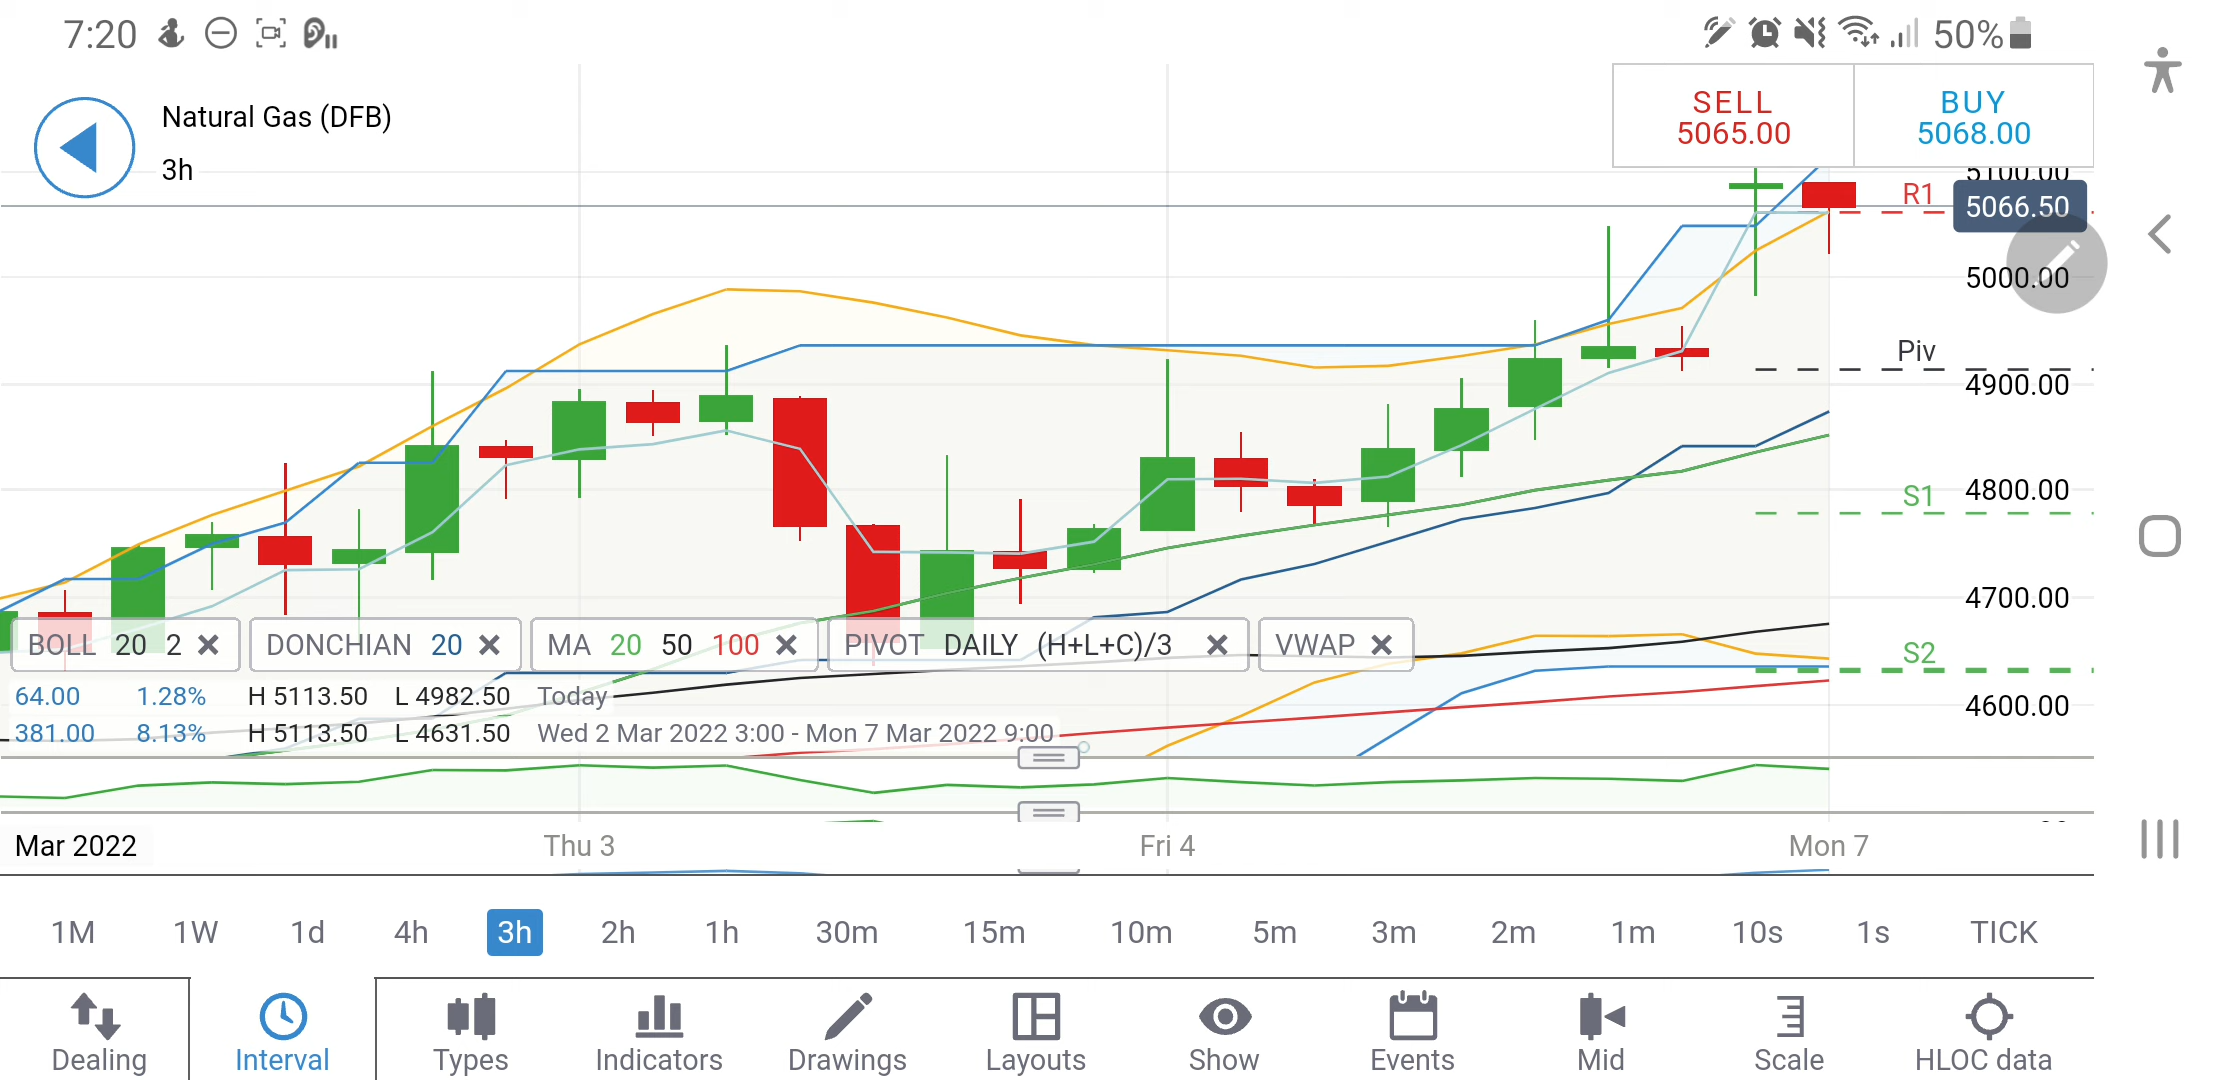 7:20
50%
Natural Gas (DFB)
3h
SELL
5065.00
BUY
5068.00
5100.00
R1
5066.50
5000.00
Piv
4900.00
S1
4800.00
4700.00
S2
4600.00
BOLL 20 2
DONCHIAN 20
MA 20 50 100
PIVOT DAILY (H+L+C)/3
VWAP
64.00 1.28% H 5113.50 L 4982.50 Today
381.00 8.13% H 5113.50 L 4631.50 Wed 2 Mar 2022 3:00 - Mon 7 Mar 2022 9:00
Mar 2022 Thu 3 Fri 4 Mon 7
1M 1W 1d 4h 3h 2h 1h 30m 15m 10m 5m 3m 2m 1m 10s 1s TICK
Dealing Interval Types Indicators Drawings Layouts Show Events Mid Scale HLOC data